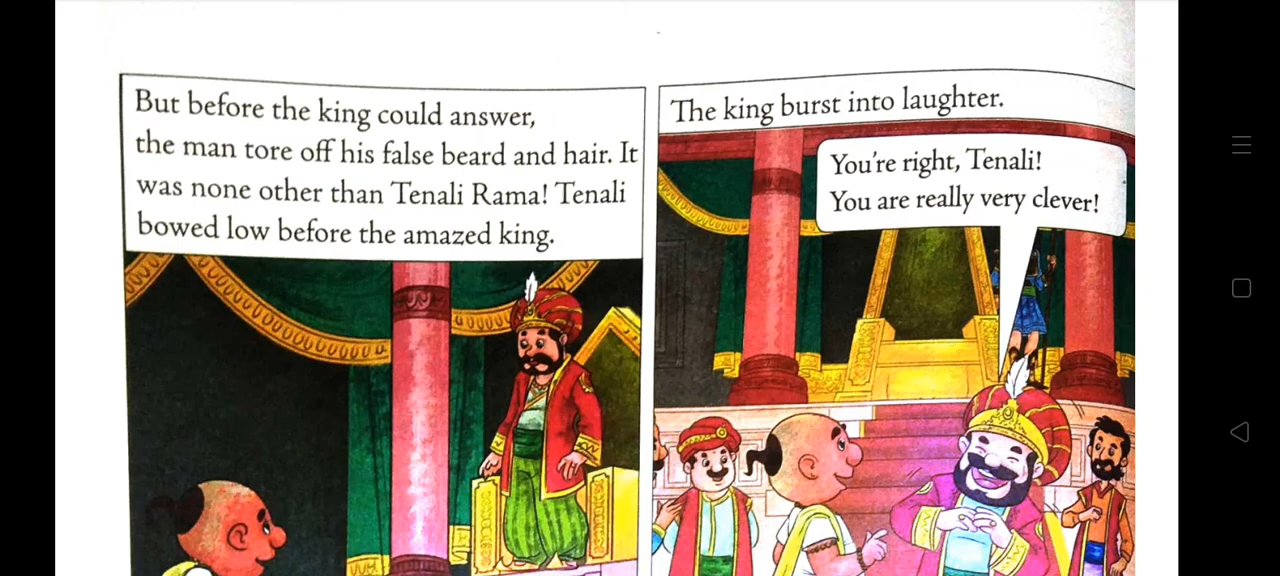 But before the king could answer,
the man tore off his false beard and hair. It
was none other than Tenali Rama! Tenali
bowed low before the amazed king.
The king burst into laughter.
You're right, Tenali!
You are really very clever!